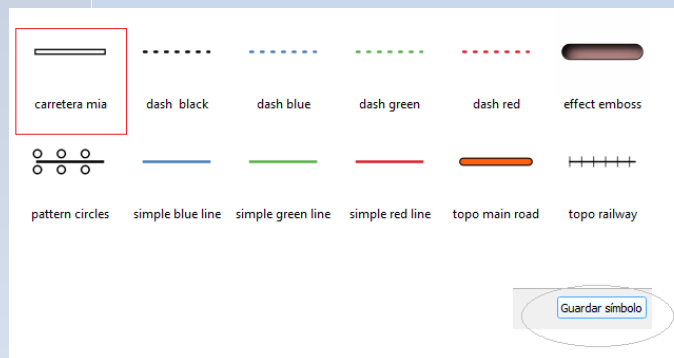 carretera mia dash black dash blue dash green dash red effect emboss
pattern circles simple blue line simple green line simple red line topo main road topo railway
Guardar símbolo